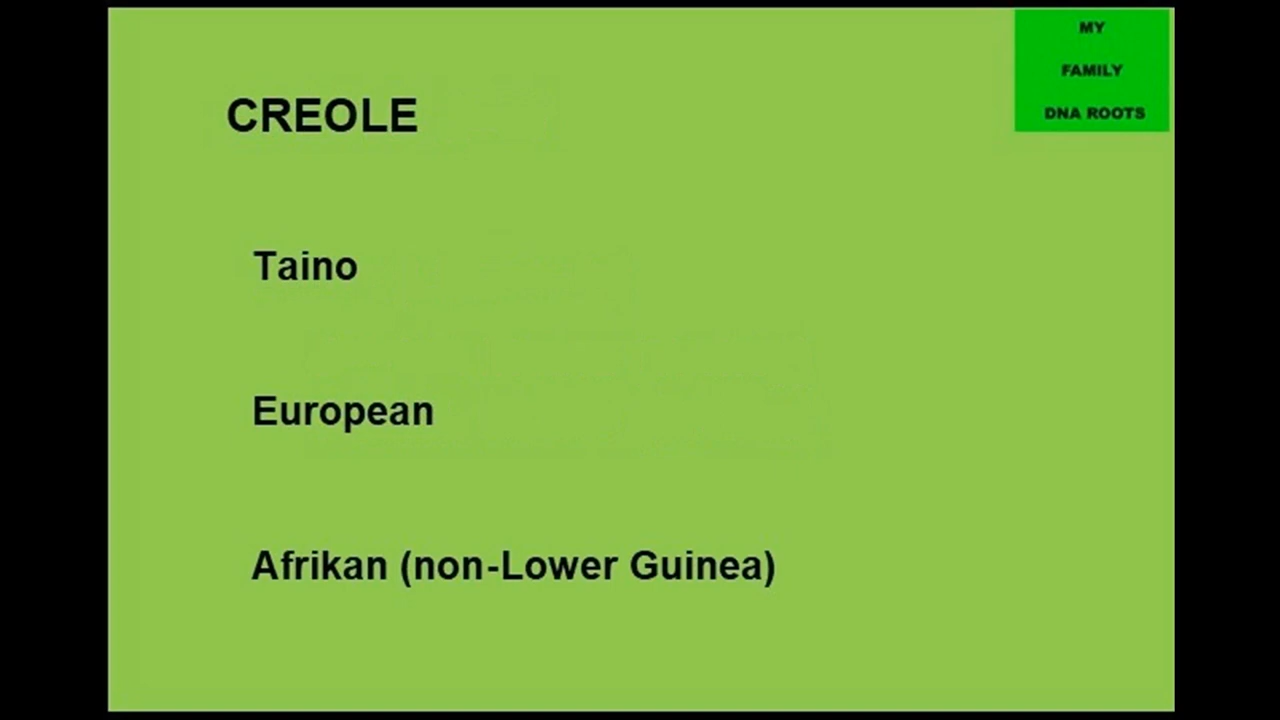 MY
FAMILY
DNA ROOTS
CREOLE
Taino
European
Afrikan (non-Lower Guinea)